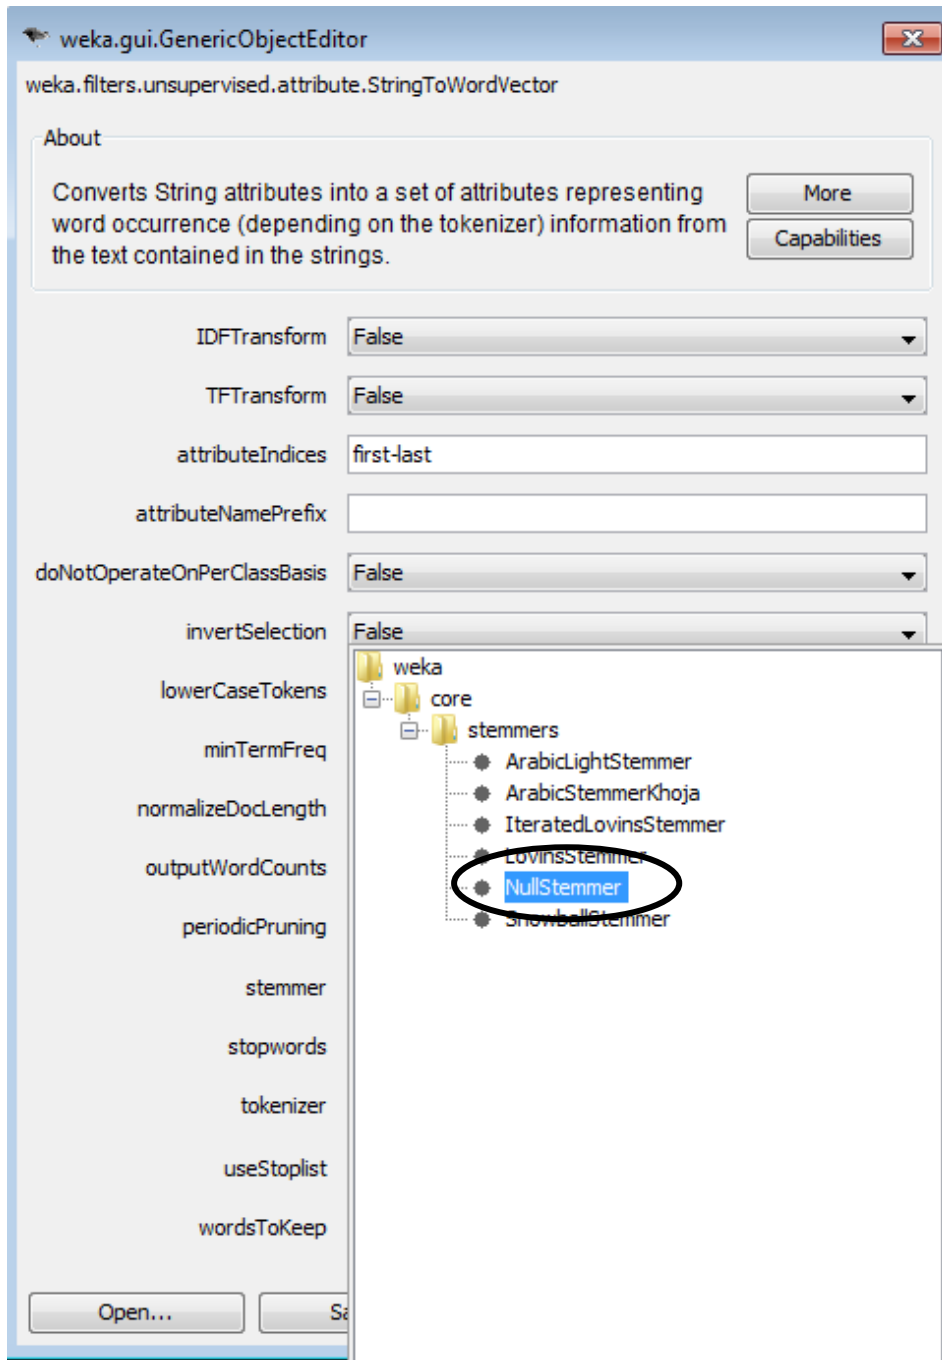 weka.gui.GenericObjectEditor
weka.filters.unsupervised.attribute.StringToWordVector
About
Converts String attributes into a set of attributes representing
word occurrence (depending on the tokenizer) information from
the text contained in the strings.
More
Capabilities
IDFTransform False
TFTransform False
attributeIndices first-last
attributeNamePrefix
doNotOperateOnPerClassBasis False
invertSelection False
lowerCaseTokens
minTermFreq
normalizeDocLength
outputWordCounts
periodicPruning
stemmer
stopwords
tokenizer
useStoplist
wordsToKeep
weka
core
stemmers
ArabicLightStemmer
ArabicStemmerKhoja
IteratedLovinsStemmer
LovinsStemmer
NullStemmer
SnowballStemmer
Open...